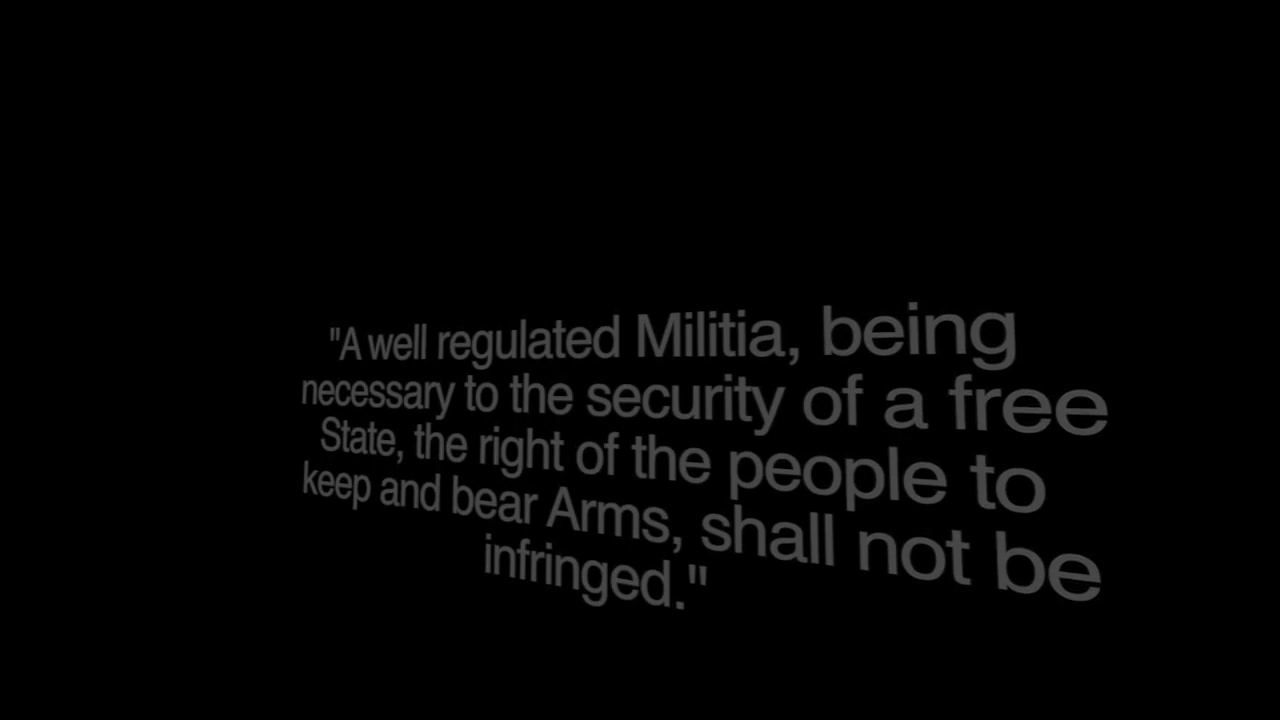 "A well regulated Militia, being
necessary to the security of a free
State, the right of the people to
keep and bear Arms, shall not be
infringed."